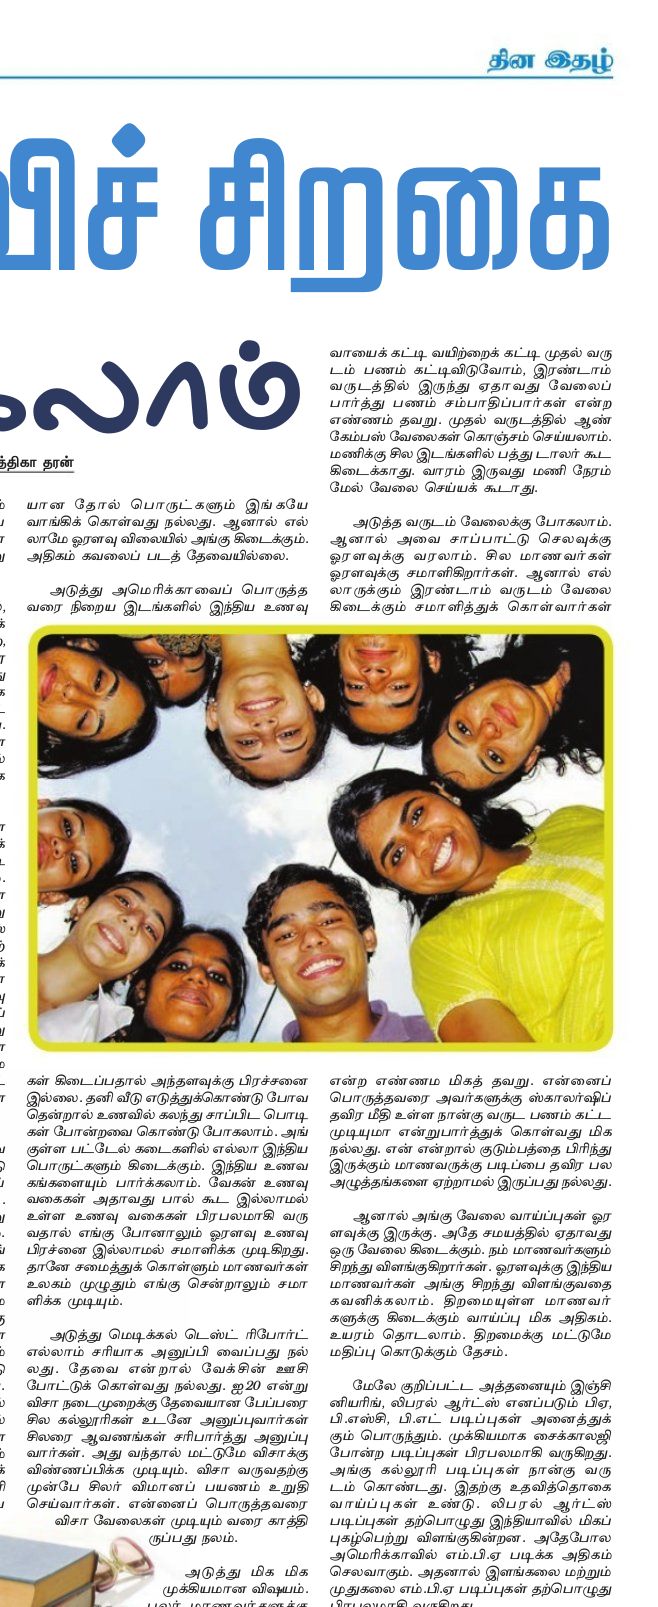 தின இதழ்
விச் சிறகை
லாம்
த்திகா தரன்
யான தோல் பொருட்களும் இங்கயே
வாங்கிக் கொள்வது நல்லது. ஆனால் எல்
லாமே ஓரளவு விலையில் அங்கு கிடைக்கும்.
அதிகம் கவலைப் படத் தேவையில்லை.
அடுத்து அமெரிக்காவைப் பொருத்த
வரை நிறைய இடங்களில் இந்திய உணவு
கள் கிடைப்பதால் அந்தளவுக்கு பிரச்சனை
இல்லை. தனி வீடு எடுத்துக்கொண்டு போவ
தென்றால் உணவில் கலந்து சாப்பிட பொடி
கள் போன்றவை கொண்டு போகலாம். அங்
குள்ள பட்டேல் கடைகளில் எல்லா இந்திய
பொருட்களும் கிடைக்கும். இந்திய உணவ
கங்களையும் பார்க்கலாம். வேகன் உணவு
வகைகள் அதாவது பால் கூட இல்லாமல்
உள்ள உணவு வகைகள் பிரபலமாகி வரு
வதால் எங்கு போனாலும் ஓரளவு உணவு
பிரச்னை இல்லாமல் சமாளிக்க முடிகிறது.
தானே சமைத்துக் கொள்ளும் மாணவர்கள்
உலகம் முழுதும் எங்கு சென்றாலும் சமா
ளிக்க முடியும்.
அடுத்து மெடிக்கல் டெஸ்ட் ரிபோர்ட்
எல்லாம் சரியாக அனுப்பி வைப்பது நல்
லது. தேவை என்றால் வேக்சின் ஊசி
போட்டுக் கொள்வது நல்லது. ஐ20 என்று
விசா நடைமுறைக்கு தேவையான பேப்பரை
சில கல்லூரிகள் உடனே அனுப்புவார்கள்
சிலரை ஆவணங்கள் சரிபார்த்து அனுப்பு
வார்கள். அது வந்தால் மட்டுமே விசாக்கு
விண்ணப்பிக்க முடியும். விசா வருவதற்கு
முன்பே சிலர் விமானப் பயணம் உறுதி
செய்வார்கள். என்னைப் பொருத்தவரை
விசா வேலைகள் முடியும் வரை காத்தி
ருப்பது நலம்.
அடுத்து மிக மிக
முக்கியமான விஷயம்.
பலர் மாணவர்களுக்கு
வாயைக் கட்டி வயிற்றைக் கட்டி முதல் வரு
டம் பணம் கட்டிவிடுவோம், இரண்டாம்
வருடத்தில் இருந்து ஏதாவது வேலைப்
பார்த்து பணம் சம்பாதிப்பார்கள் என்ற
எண்ணம் தவறு. முதல் வருடத்தில் ஆண்
கேம்பஸ் வேலைகள் கொஞ்சம் செய்யலாம்.
மணிக்கு சில இடங்களில் பத்து டாலர் கூட
கிடைக்காது. வாரம் இருவது மணி நேரம்
மேல் வேலை செய்யக் கூடாது.
அடுத்த வருடம் வேலைக்கு போகலாம்.
ஆனால் அவை சாப்பாட்டு செலவுக்கு
ஓரளவுக்கு வரலாம். சில மாணவர்கள்
ஓரளவுக்கு சமாளிகிறார்கள். ஆனால் எல்
லாருக்கும் இரண்டாம் வருடம் வேலை
கிடைக்கும் சமாளித்துக் கொள்வார்கள்
என்ற எண்ணம மிகத் தவறு. என்னைப்
பொருத்தவரை அவர்களுக்கு ஸ்காலர்ஷிப்
தவிர மீதி உள்ள நான்கு வருட பணம் கட்ட
முடியுமா என்றுபார்த்துக் கொள்வது மிக
நல்லது. என் என்றால் குடும்பத்தை பிரிந்து
இருக்கும் மாணவருக்கு படிப்பை தவிர பல
அழுத்தங்களை ஏற்றாமல் இருப்பது நல்லது.
ஆனால் அங்கு வேலை வாய்ப்புகள் ஓர
ளவுக்கு இருக்கு. அதே சமயத்தில் ஏதாவது
ஒரு வேலை கிடைக்கும். நம் மாணவர்களும்
சிறந்து விளங்குகிறார்கள். ஓரளவுக்கு இந்திய
மாணவர்கள் அங்கு சிறந்து விளங்குவதை
கவனிக்கலாம். திறமையுள்ள மாணவர்
களுக்கு கிடைக்கும் வாய்ப்பு மிக அதிகம்.
உயரம் தொடலாம். திறமைக்கு மட்டுமே
மதிப்பு கொடுக்கும் தேசம்.
மேலே குறிப்பட்ட அத்தனையும் இஞ்சி
னியரிங், லிபரல் ஆர்ட்ஸ் எனப்படும் பிஏ,
பி.எஸ்சி, பி.எட் படிப்புகள் அனைத்துக்
கும் பொருந்தும். முக்கியமாக சைக்காலஜி
போன்ற படிப்புகள் பிரபலமாகி வருகிறது.
அங்கு கல்லூரி படிப்புகள் நான்கு வரு
டம் கொண்டது. இதற்கு உதவித்தொகை
வாய்ப்புகள் உண்டு. லிபரல் ஆர்ட்ஸ்
படிப்புகள் தற்பொழுது இந்தியாவில் மிகப்
புகழ்பெற்று விளங்குகின்றன. அதேபோல
அமெரிக்காவில் எம்.பி.ஏ படிக்க அதிகம்
செலவாகும். அதனால் இளங்கலை மற்றும்
முதுகலை எம்.பி.ஏ படிப்புகள் தற்பொழுது
பிரபலமாகி வருகிறது.